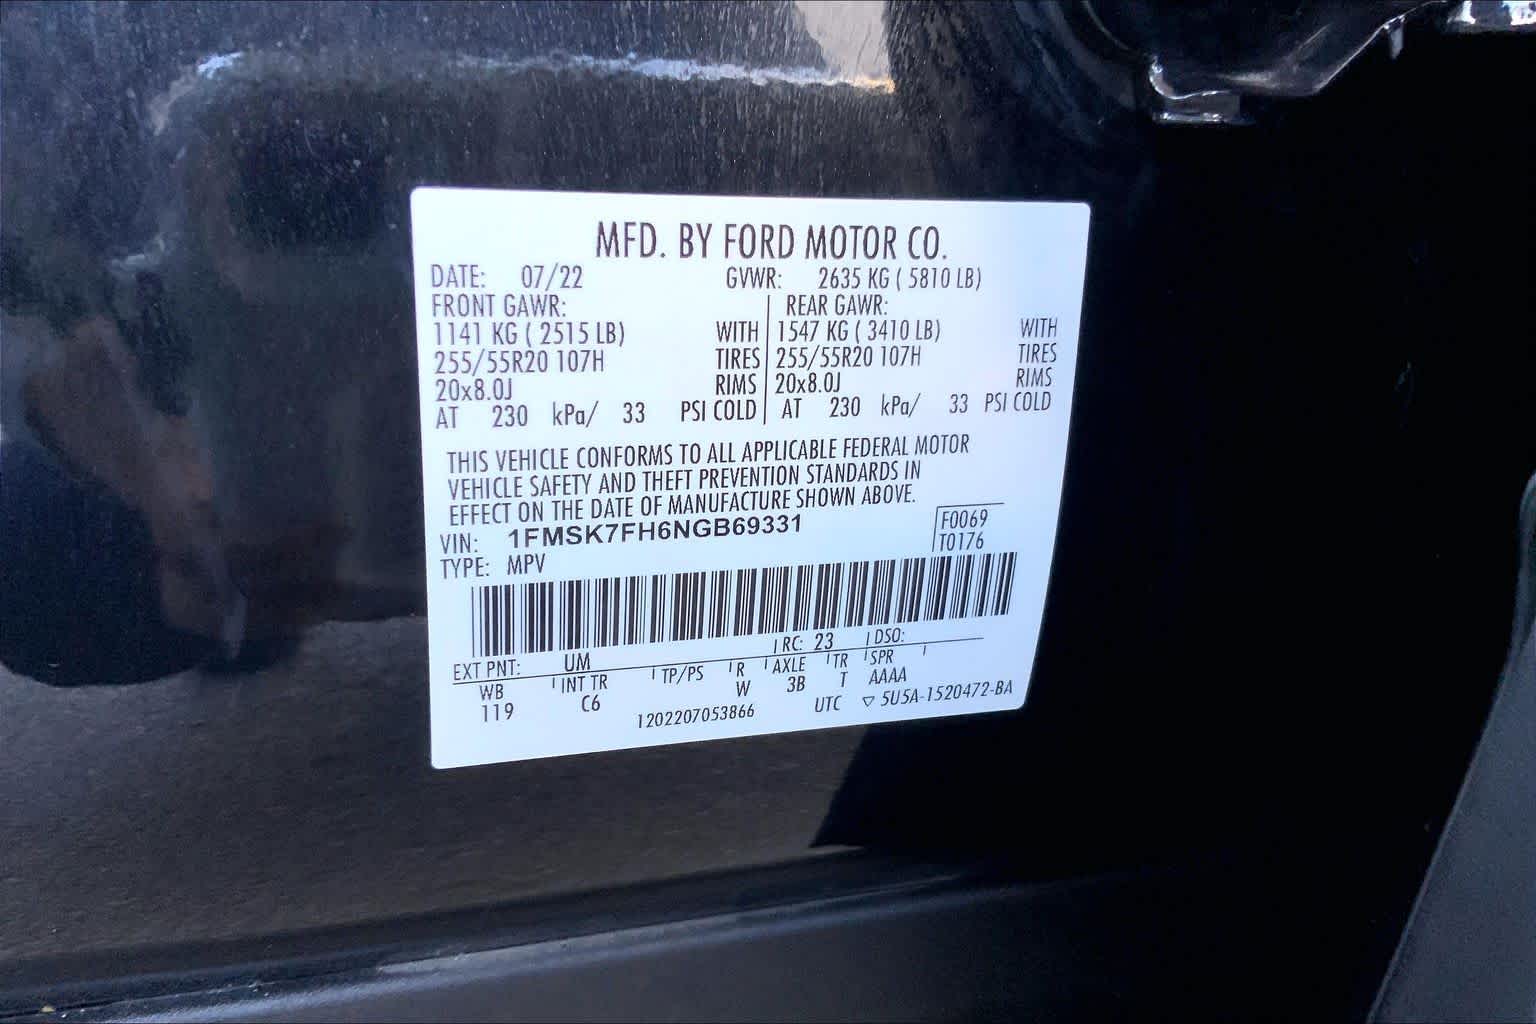 MFD. BY FORD MOTOR CO.
DATE: 07/22 GVWR: 2635 KG ( 5810 LB)
FRONT GAWR: REAR GAWR:
1141 KG ( 2515 LB) WITH 1547 KG ( 3410 LB) WITH
255/55R20 107H TIRES 255/55R20 107H TIRES
20x8.0J RIMS 20x8.0J RIMS
AT 230 kPa/ 33 PSI COLD AT 230 kPa/ 33 PSI COLD
THIS VEHICLE CONFORMS TO ALL APPLICABLE FEDERAL MOTOR
VEHICLE SAFETY AND THEFT PREVENTION STANDARDS IN
EFFECT ON THE DATE OF MANUFACTURE SHOWN ABOVE.
VIN: 1FMSK7FH6NGB69331 F0069
TYPE: MPV T0176
EXT PNT: UM RC: 23 DSO:
WB INT TR TP/PS R AXLE TR SPR
119 C6 W 3B T AAAA
1202207053866 UTC ▽ 5U5A-1520472-BA